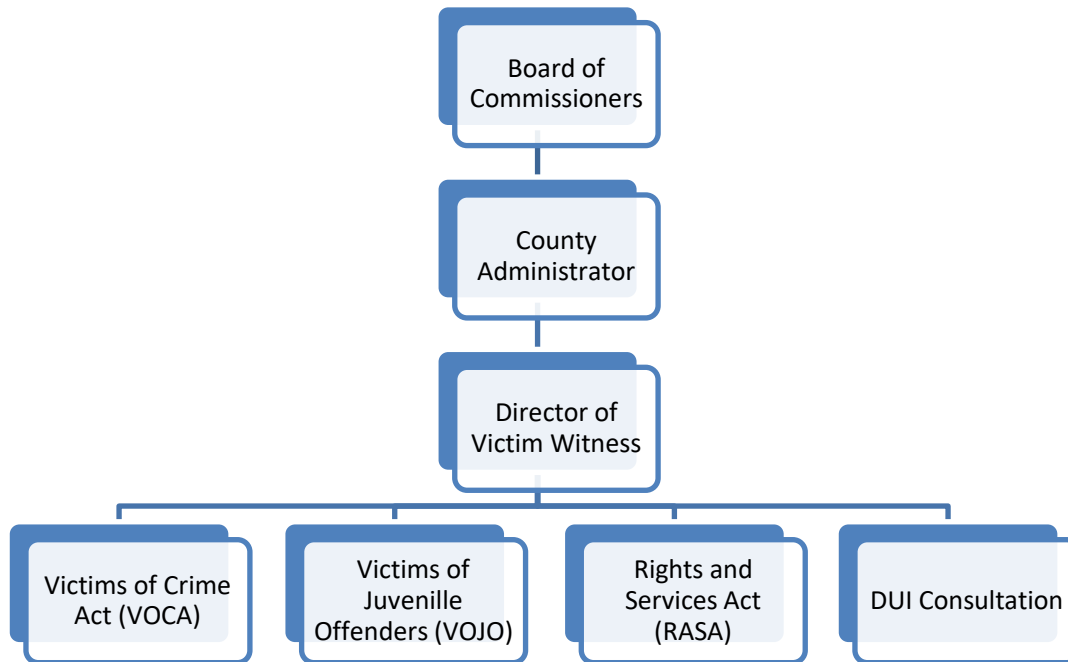 Board of
Commissioners
County
Administrator
Director of
Victim Witness
Victims of Crime
Act (VOCA)
Victims of
Juvenille
Offenders (VOJO)
Rights and
Services Act
(RASA)
DUI Consultation